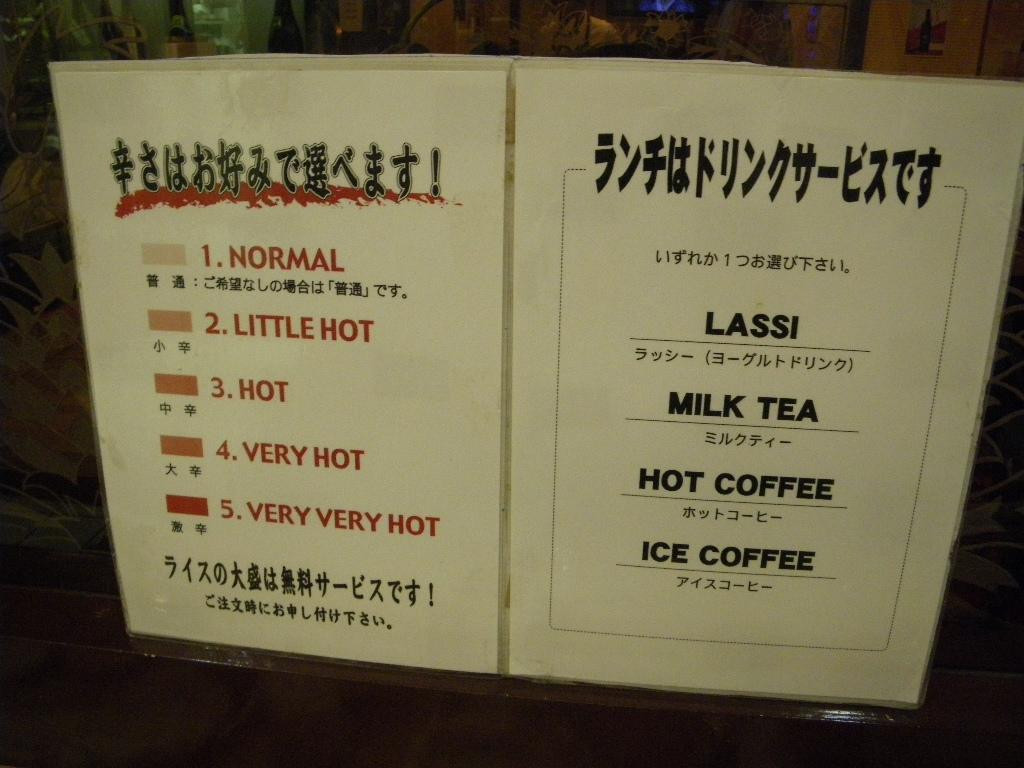 辛さはお好みで選べます！
1. NORMAL
普 通：ご希望なしの場合は「普通」です。
2. LITTLE HOT
小 辛
3. HOT
中 辛
4. VERY HOT
大 辛
5. VERY VERY HOT
激 辛
ライスの大盛は無料サービスです！
ご注文時にお申し付け下さい。
ランチはドリンクサービスです
いずれか1つお選び下さい。
LASSI
ラッシー（ヨーグルトドリンク）
MILK TEA
ミルクティー
HOT COFFEE
ホットコーヒー
ICE COFFEE
アイスコーヒー